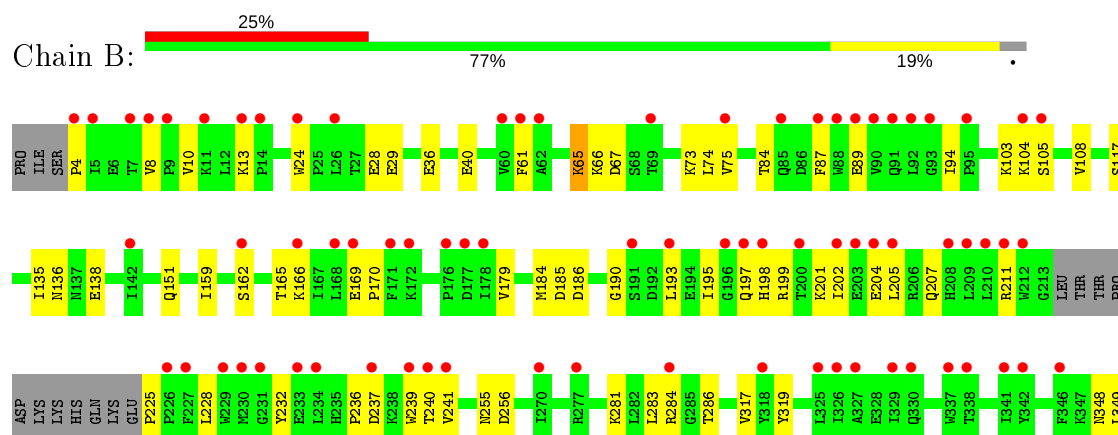 25%
Chain B:
77% 19% •
PRO ILE SER P4 I5 E6 T7 V8 P9 V10 K11 L12 K13 P14 W24 P25 L26 T27 E28 E29 E36 E40 V60 F61 A62 K65 K66 D67 S68 T69 K73 L74 V75 T84 Q85 D86 F87 W88 E89 V90 Q91 L92 G93 I94 P95 K103 K104 S105 V108 S117
I135 N136 N137 E138 I142 Q151 I159 S162 T165 K166 I167 L168 E169 P170 F171 K172 P176 D177 I178 V179 M184 D185 D186 G190 S191 D192 L193 E194 I195 G196 Q197 H198 R199 T200 K201 I202 E203 E204 L205 R206 Q207 H208 L209 L210 R211 W212 G213 LEU THR THR PRO
ASP LYS LYS HIS GLN LYS GLU P225 P226 F227 L228 W229 M230 G231 Y232 E233 L234 H235 P236 D237 K238 W239 T240 V241 N255 D256 I270 R277 K281 L282 L283 R284 G285 T286 V317 Y318 Y319 L325 I326 A327 E328 I329 Q330 W337 T338 I341 Y342 F346 K347 N348